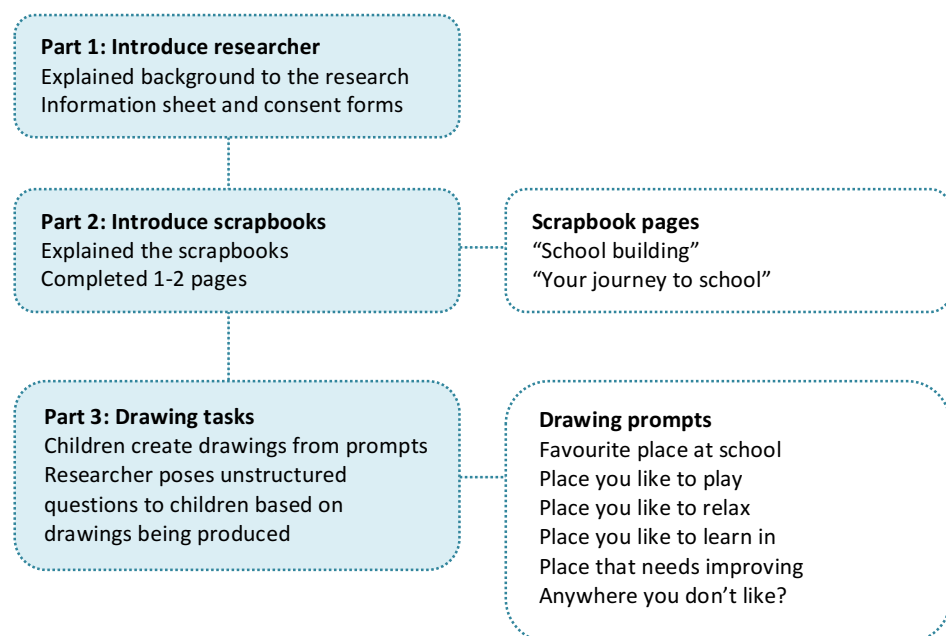 Part 1: Introduce researcher
Explained background to the research
Information sheet and consent forms
Part 2: Introduce scrapbooks
Explained the scrapbooks
Completed 1-2 pages
Scrapbook pages
“School building”
“Your journey to school”
Part 3: Drawing tasks
Children create drawings from prompts
Researcher poses unstructured
questions to children based on
drawings being produced
Drawing prompts
Favourite place at school
Place you like to play
Place you like to relax
Place you like to learn in
Place that needs improving
Anywhere you don’t like?